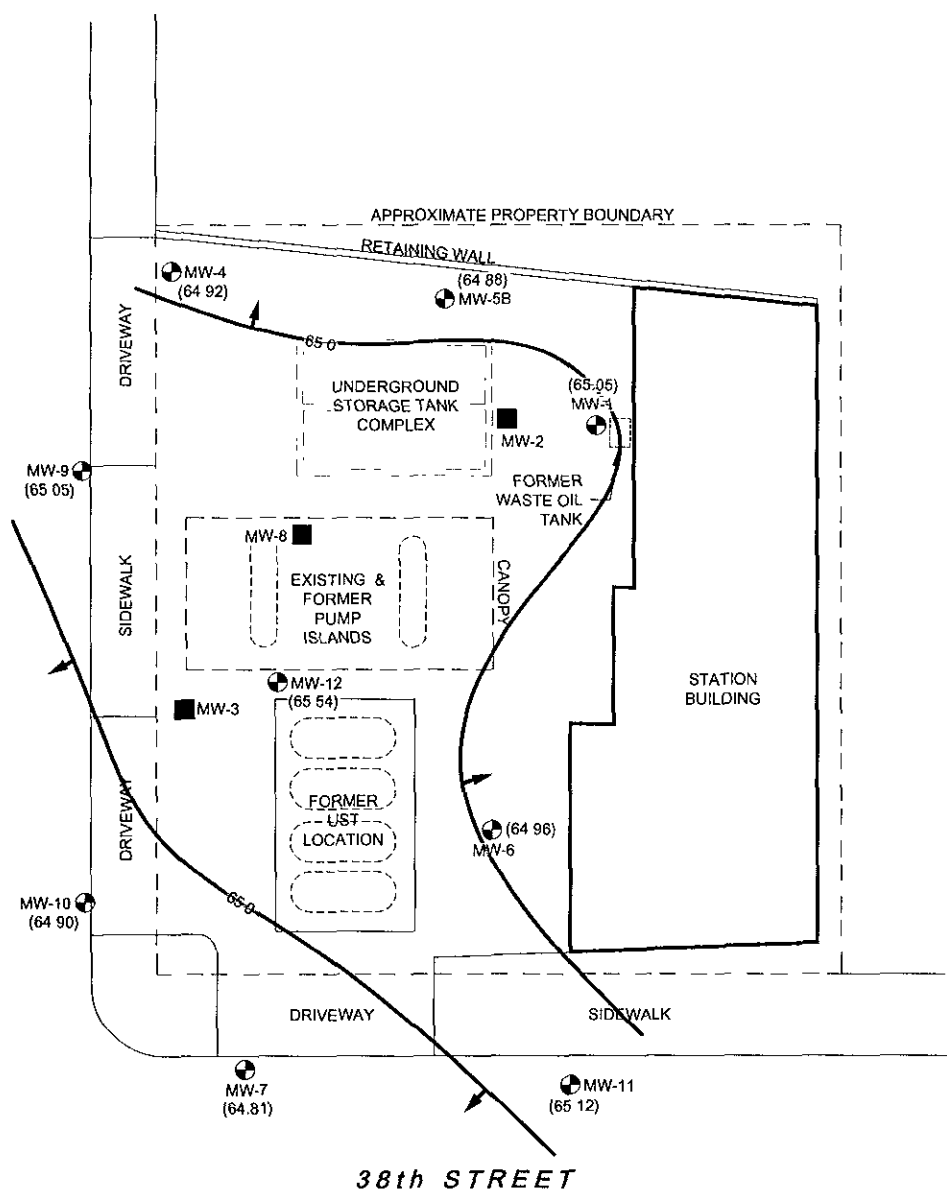 APPROXIMATE PROPERTY BOUNDARY
RETAINING WALL
MW-4
(64 92)
(64 88)
MW-5B
DRIVEWAY
65 0
UNDERGROUND
STORAGE TANK
COMPLEX
(65 05)
MW-1
MW-2
MW-9
(65 05)
FORMER
WASTE OIL
TANK
MW-8
SIDEWALK
EXISTING &
FORMER
PUMP
ISLANDS
CANOPY
MW-12
(65 54)
MW-3
STATION
BUILDING
DRIVEWAY
FORMER
UST
LOCATION
(64 96)
MW-6
MW-10
(64 90)
65 0
DRIVEWAY
SIDEWALK
MW-7
(64.81)
MW-11
(65 12)
38th STREET